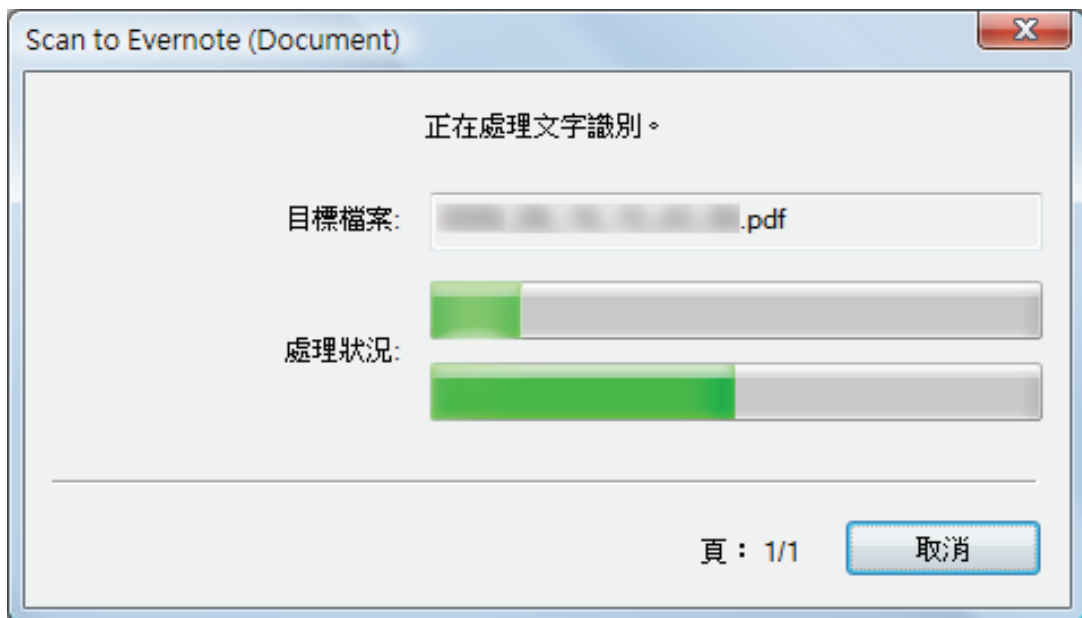 Scan to Evernote (Document)
正在處理文字識別。
目標檔案: .pdf
處理狀況:
頁：1/1 取消